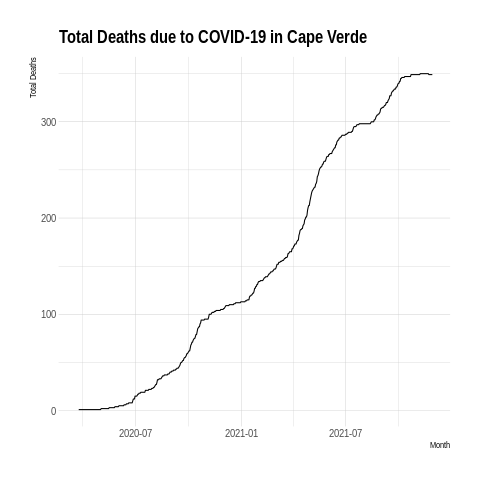 Total Deaths due to COVID-19 in Cape Verde
Total Deaths
300
200
100
0
2020-07 2021-01 2021-07
Month